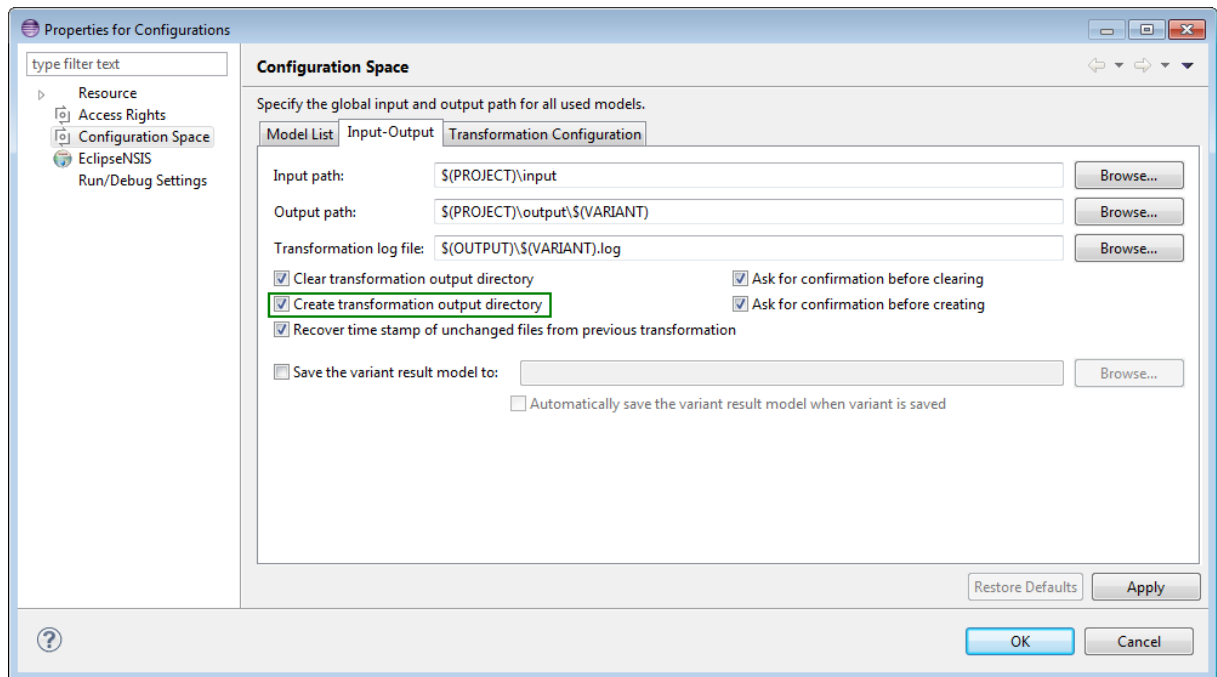 Properties for Configurations
type filter text
Resource
Access Rights
Configuration Space
EclipseNSIS
Run/Debug Settings
Configuration Space
Specify the global input and output path for all used models.
Model List Input-Output Transformation Configuration
Input path: $(PROJECT)\input Browse...
Output path: $(PROJECT)\output\$(VARIANT) Browse...
Transformation log file: $(OUTPUT)\$(VARIANT).log Browse...
Clear transformation output directory Ask for confirmation before clearing
Create transformation output directory Ask for confirmation before creating
Recover time stamp of unchanged files from previous transformation
Save the variant result model to: Browse...
Automatically save the variant result model when variant is saved
Restore Defaults Apply
? OK Cancel